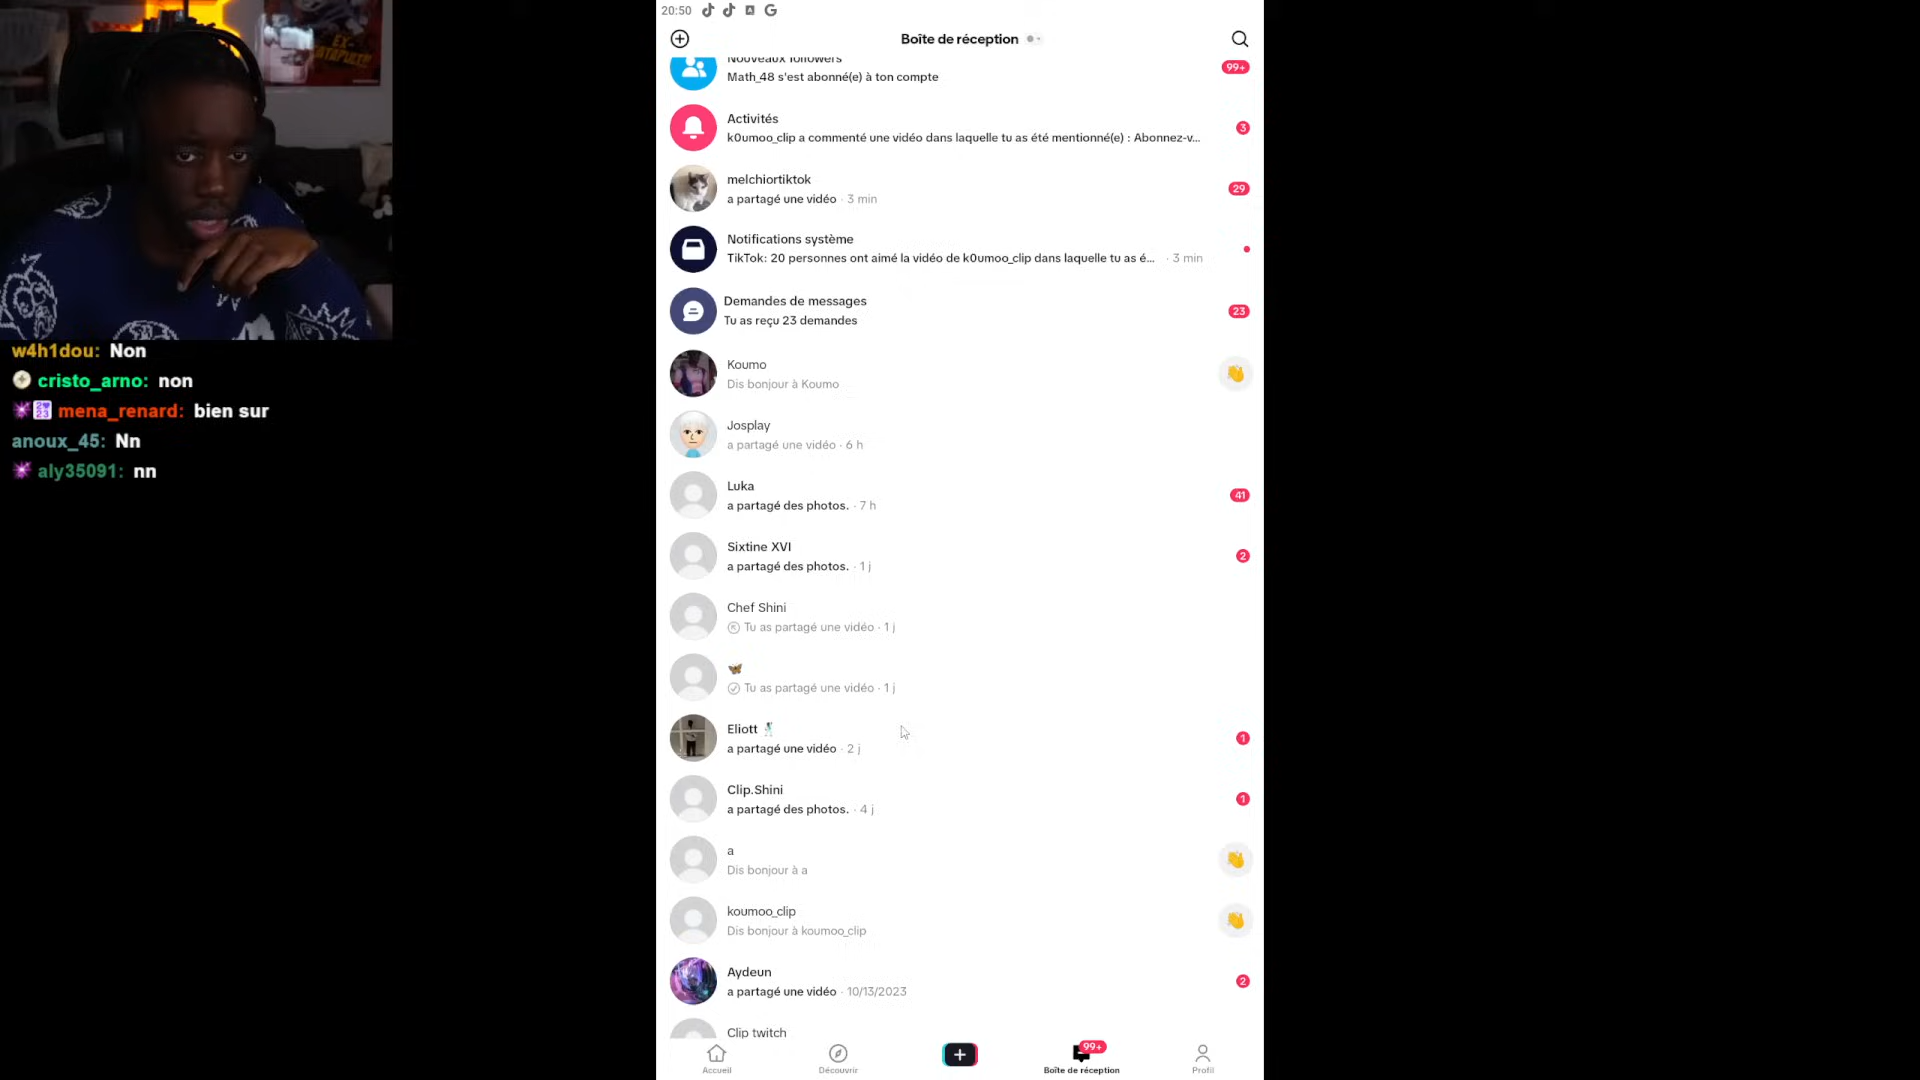 EX-
w4h1dou: Non
cristo_arno: non
mena_renard: bien sur
anoux_45: Nn
aly35091: nn
20:50
Boîte de réception
Nouveaux followers
Math_48 s'est abonné(e) à ton compte
99+
Activités
k0umoo_clip a commenté une vidéo dans laquelle tu as été mentionné(e) : Abonnez-v...
3
melchiortiktok
a partagé une vidéo · 3 min
29
Notifications système
TikTok: 20 personnes ont aimé la vidéo de k0umoo_clip dans laquelle tu as é... · 3 min
Demandes de messages
Tu as reçu 23 demandes
23
Koumo
Dis bonjour à Koumo
Josplay
a partagé une vidéo · 6 h
Luka
a partagé des photos. · 7 h
41
Sixtine XVI
a partagé des photos. · 1 j
2
Chef Shini
Tu as partagé une vidéo · 1 j
🦋
Tu as partagé une vidéo · 1 j
Eliott
a partagé une vidéo · 2 j
1
Clip.Shini
a partagé des photos. · 4 j
1
a
Dis bonjour à a
koumoo_clip
Dis bonjour à koumoo_clip
Aydeun
a partagé une vidéo · 10/13/2023
2
Clip twitch
Accueil
Découvrir
99+
Boîte de réception
Profil